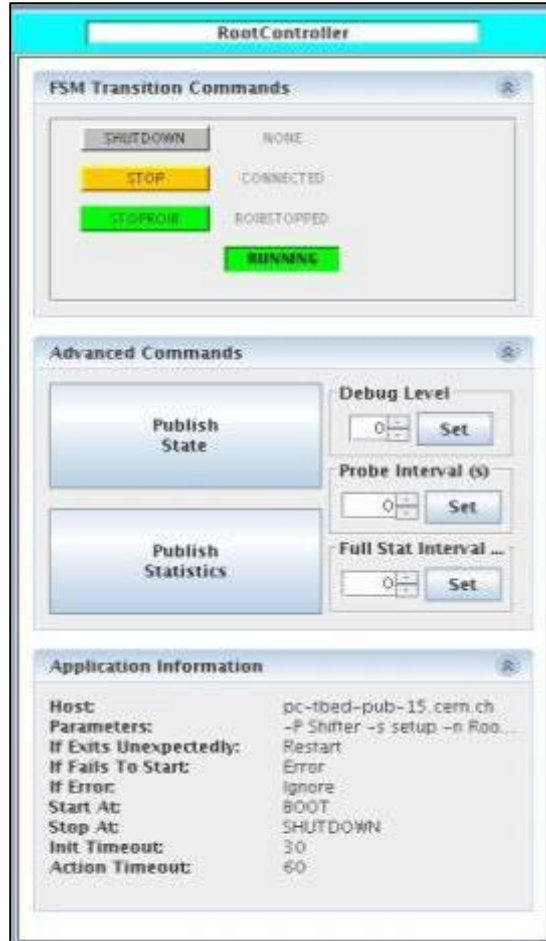 RootController
FSM Transition Commands
SHUTDOWN NONE
STOP CONNECTED
STOPROIB ROIBSTOPPED
RUNNING
Advanced Commands
Publish
State
Debug Level
0 Set
Probe Interval (s)
0 Set
Publish
Statistics
Full Stat Interval ...
0 Set
Application Information
Host: pc-tbed-pub-15.cern.ch
Parameters: -P Shifter -s setup -n Roo...
If Exits Unexpectedly: Restart
If Fails To Start: Error
If Error: Ignore
Start At: BOOT
Stop At: SHUTDOWN
Init Timeout: 30
Action Timeout: 60